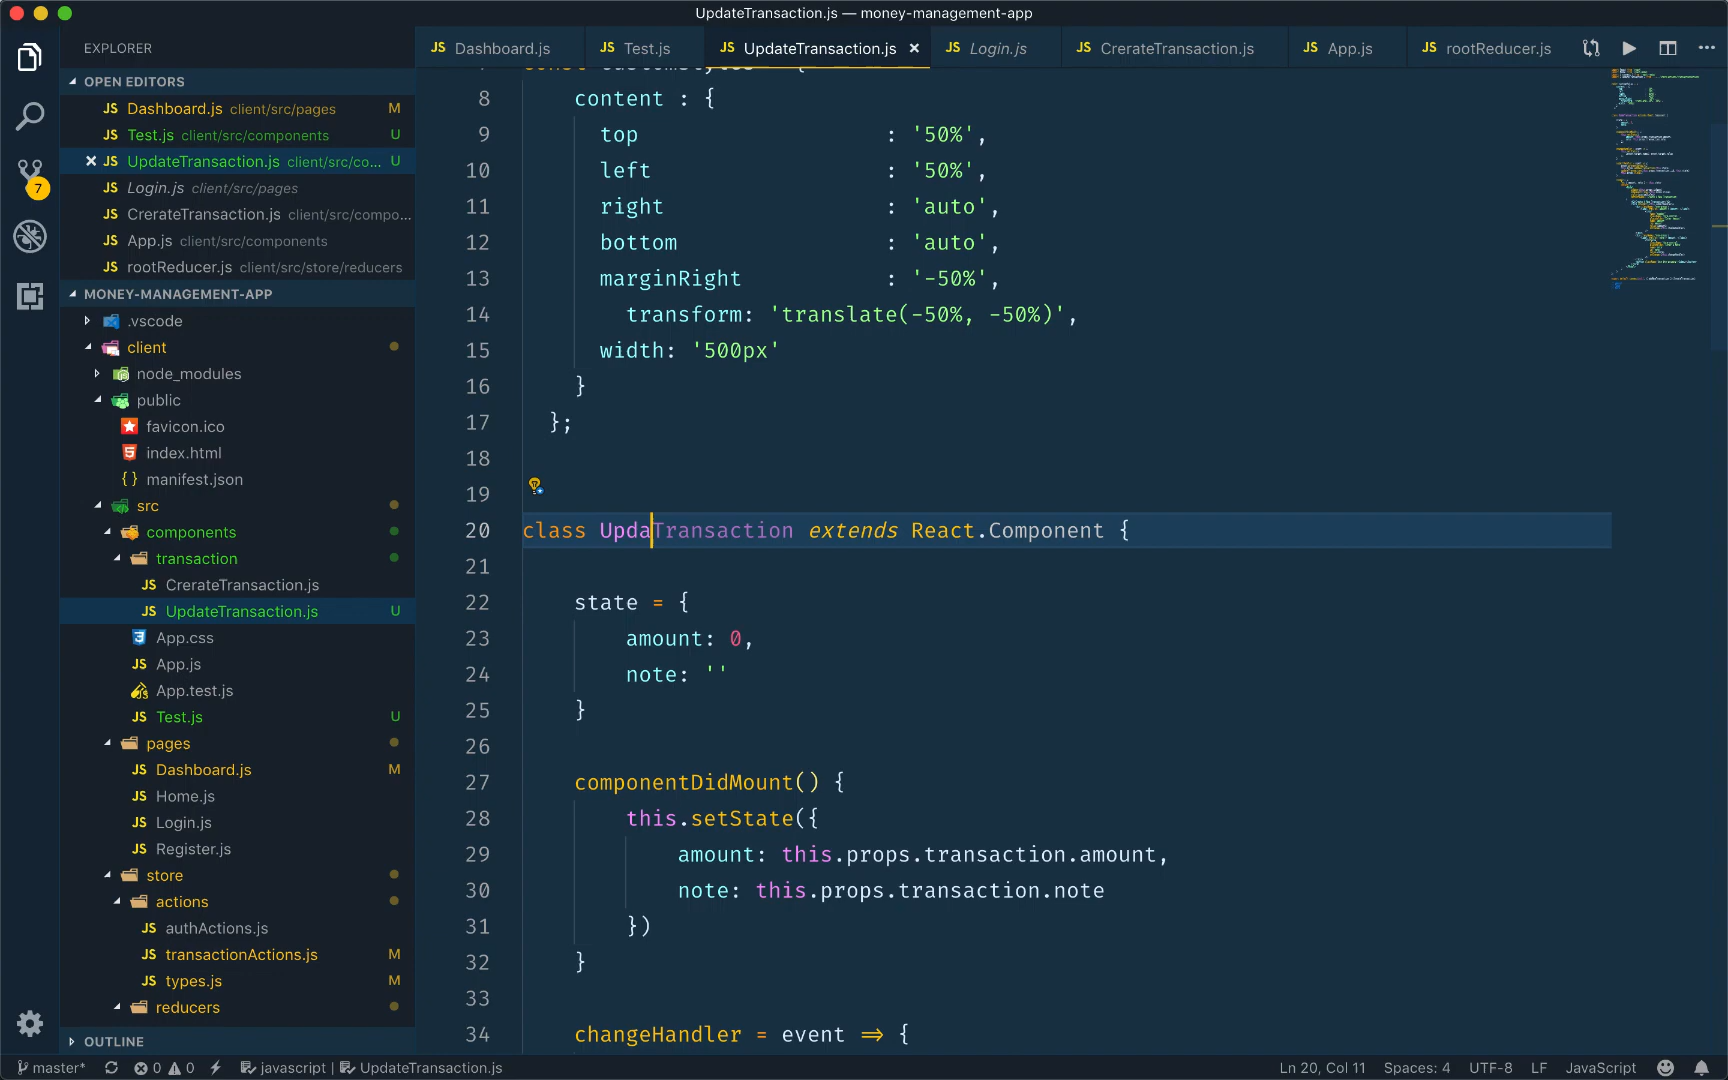 UpdateTransaction.js — money-management-app
EXPLORER
OPEN EDITORS
JS Dashboard.js client/src/pages M
JS Test.js client/src/components U
JS UpdateTransaction.js client/src/co... U
JS Login.js client/src/pages
JS CrerateTransaction.js client/src/compo...
JS App.js client/src/components
JS rootReducer.js client/src/store/reducers
7
MONEY-MANAGEMENT-APP
.vscode
client
node_modules
public
favicon.ico
index.html
manifest.json
src
components
transaction
JS CrerateTransaction.js
JS UpdateTransaction.js U
App.css
JS App.js
App.test.js
JS Test.js U
pages
JS Dashboard.js M
JS Home.js
JS Login.js
JS Register.js
store
actions
JS authActions.js
JS transactionActions.js M
JS types.js M
reducers
OUTLINE
JS Dashboard.js JS Test.js JS UpdateTransaction.js × JS Login.js JS CrerateTransaction.js JS App.js JS rootReducer.js
8 content : {
9 top : '50%',
10 left : '50%',
11 right : 'auto',
12 bottom : 'auto',
13 marginRight : '-50%',
14 transform: 'translate(-50%, -50%)',
15 width: '500px'
16 }
17 };
18
19
20 class UpdaTransaction extends React.Component {
21
22 state = {
23 amount: 0,
24 note: ''
25 }
26
27 componentDidMount() {
28 this.setState({
29 amount: this.props.transaction.amount,
30 note: this.props.transaction.note
31 })
32 }
33
34 changeHandler = event => {
master* 0 0 javascript | UpdateTransaction.js Ln 20, Col 11 Spaces: 4 UTF-8 LF JavaScript